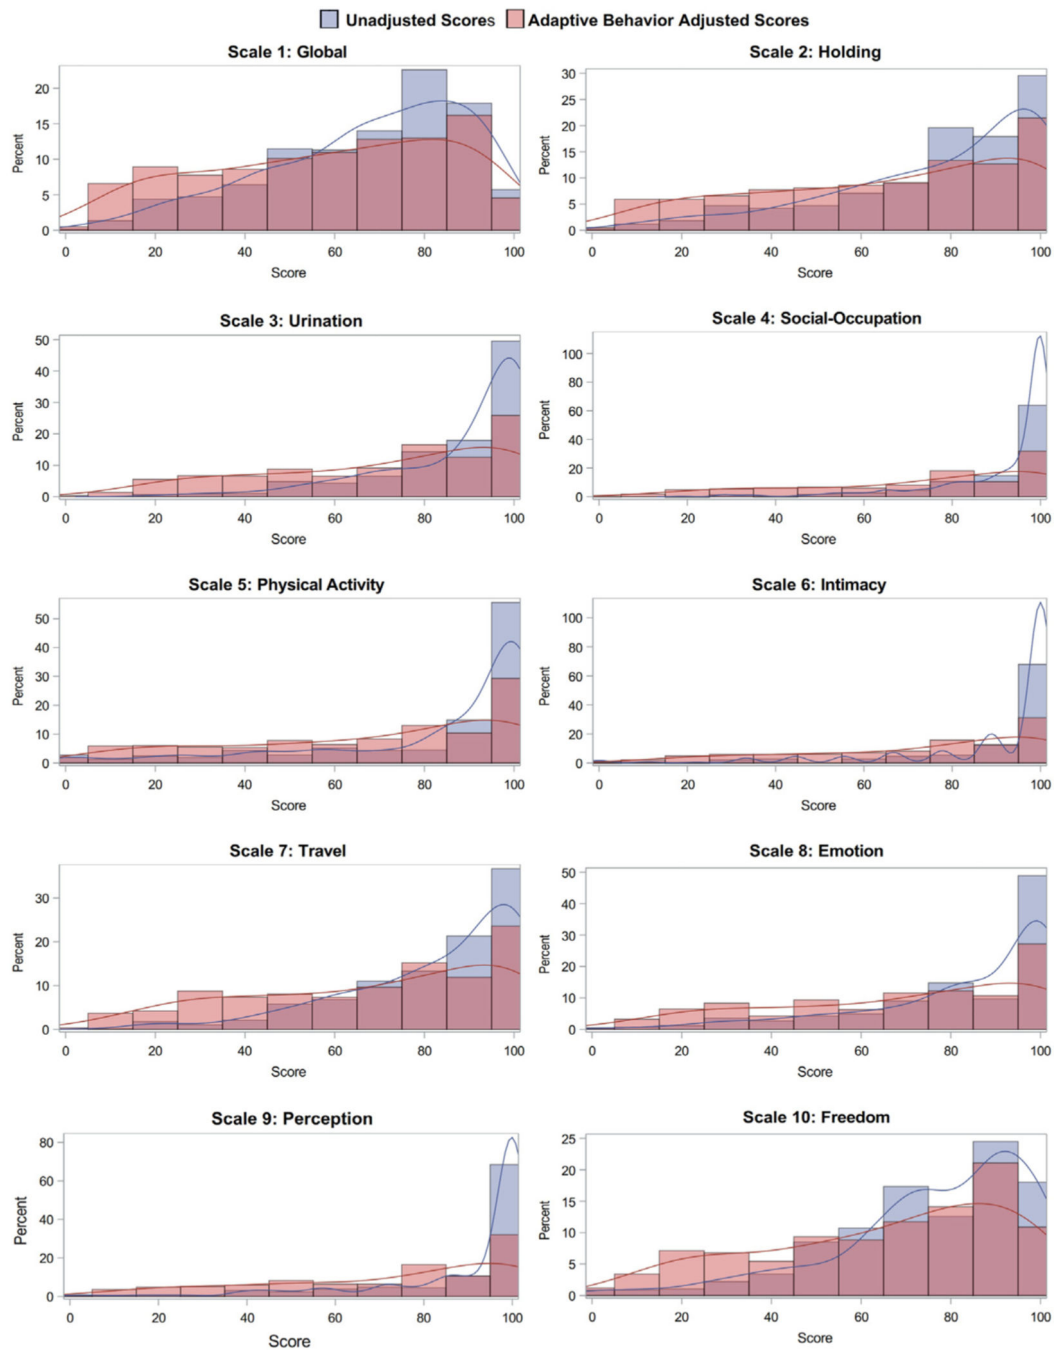 Unadjusted Scores Adaptive Behavior Adjusted Scores
Scale 1: Global
Percent
20
15
10
5
0
0 20 40 60 80 100
Score
Scale 2: Holding
Percent
30
25
20
15
10
5
0
0 20 40 60 80 100
Score
Scale 3: Urination
Percent
50
40
30
20
10
0
0 20 40 60 80 100
Score
Scale 4: Social-Occupation
Percent
100
80
60
40
20
0
0 20 40 60 80 100
Score
Scale 5: Physical Activity
Percent
50
40
30
20
10
0
0 20 40 60 80 100
Score
Scale 6: Intimacy
Percent
100
80
60
40
20
0
0 20 40 60 80 100
Score
Scale 7: Travel
Percent
30
20
10
0
0 20 40 60 80 100
Score
Scale 8: Emotion
Percent
50
40
30
20
10
0
0 20 40 60 80 100
Score
Scale 9: Perception
Percent
80
60
40
20
0
0 20 40 60 80 100
Score
Scale 10: Freedom
Percent
25
20
15
10
5
0
0 20 40 60 80 100
Score